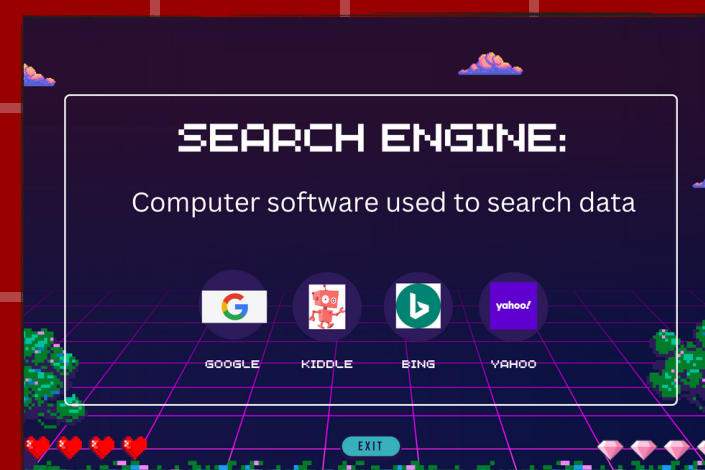 SEARCH ENGINE:
Computer software used to search data
G
b
yahoo!
GOOGLE KIDDLE BING YAHOO
EXIT